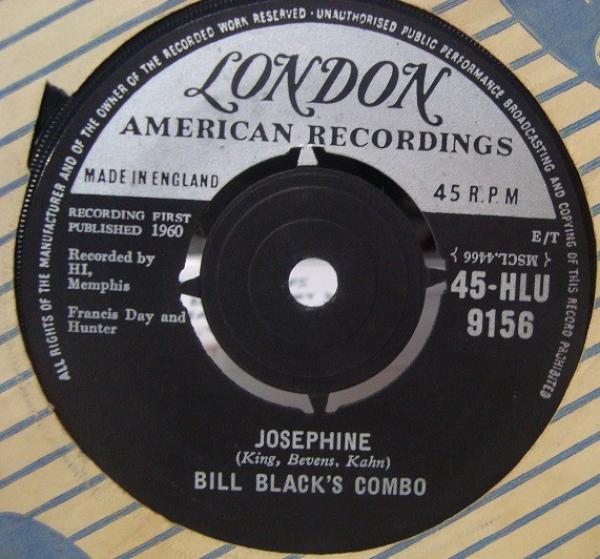 ALL RIGHTS OF THE MANUFACTURER AND OF THE OWNER OF THE RECORDED WORK RESERVED · UNAUTHORISED PUBLIC PERFORMANCE BROADCASTING AND COPYING OF THIS RECORD PROHIBITED
LONDON
AMERICAN RECORDINGS
MADE IN ENGLAND
45 R.P.M
RECORDING FIRST
PUBLISHED 1960
E/T
Recorded by
HI,
Memphis
{ MSCL.4466 }
45-HLU
9156
Francis Day and
Hunter
JOSEPHINE
(King, Bevens, Kahn)
BILL BLACK'S COMBO